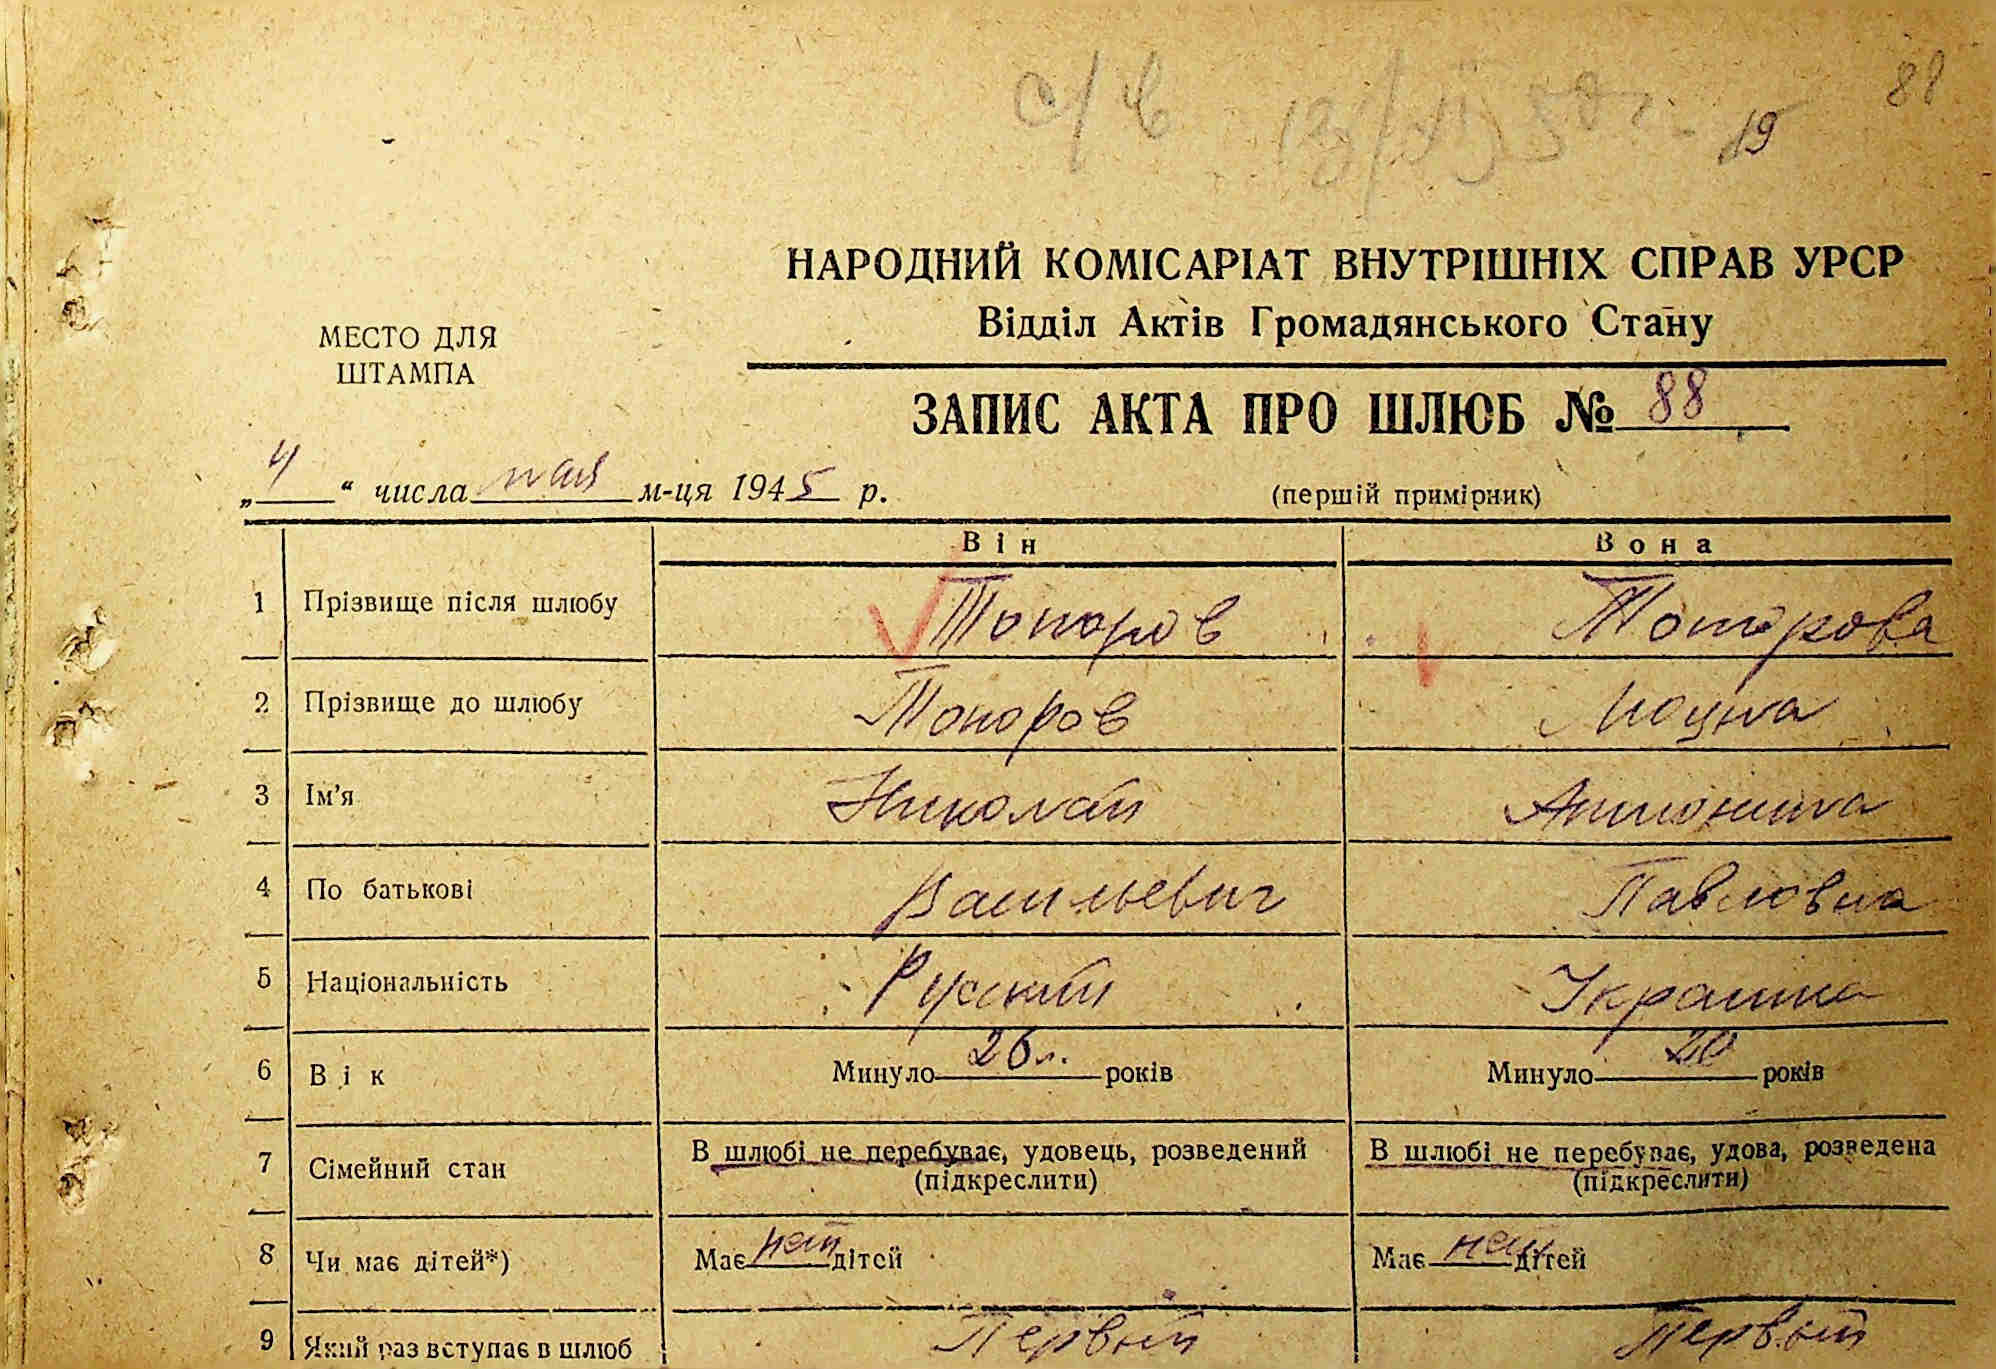 с/в
88
19
НАРОДНИЙ КОМІСАРІАТ ВНУТРІШНІХ СПРАВ УРСР
Відділ Актів Громадянського Стану
МЕСТО ДЛЯ
ШТАМПА
ЗАПИС АКТА ПРО ШЛЮБ № 88
„ 4 “ числа мая м-ця 1945 р.
(першій примірник)
Він Вона
1 Прізвище після шлюбу Топоров Топорова
2 Прізвище до шлюбу Топоров Моцна
3 Ім'я Николай Антонина
4 По батькові Васильевич Павловна
5 Національність Русский Украинка
6 Вік Минуло 26 л. років Минуло 20 років
7 Сімейний стан В шлюбі не перебуває, удовець, розведений В шлюбі не перебуває, удова, розведена
(підкреслити) (підкреслити)
8 Чи має дітей*) Має нет дітей Має нет дітей
9 Який раз вступає в шлюб Первый Первый